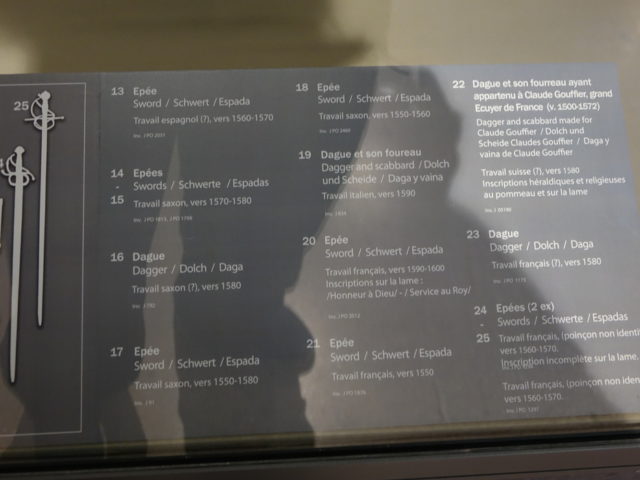 25
13 Epée
Sword / Schwert / Espada
Travail espagnol (?), vers 1560-1570
14 Epées
- Swords / Schwerte / Espadas
15 Travail saxon, vers 1570-1580
16 Dague
Dagger / Dolch / Daga
Travail saxon (?), vers 1580
17 Epée
Sword / Schwert / Espada
Travail saxon, vers 1550-1580
18 Epée
Sword / Schwert / Espada
Travail saxon, vers 1550-1560
19 Dague et son foureau
Dagger and scabbard / Dolch
und Scheide / Daga y vaina
Travail italien, vers 1590
20 Epée
Sword / Schwert / Espada
Travail français, vers 1590-1600
Inscriptions sur la lame :
/Honneur à Dieu/ - / Service au Roy/
21 Epée
Sword / Schwert / Espada
Travail français, vers 1550
22 Dague et son fourreau ayant
appartenu à Claude Gouffier, grand
Ecuyer de France (v. 1500-1572)
Dagger and scabbard made for
Claude Gouffier / Dolch und
Scheide Claudes Gouffier / Daga y
vaina de Claude Gouffier
Travail suisse (?), vers 1580
Inscriptions héraldiques et religieuses
au pommeau et sur la lame
23 Dague
Dagger / Dolch / Daga
Travail français (?), vers 1580
24 Epées (2 ex)
- Swords / Schwerte / Espadas
25 Travail français, (poinçon non identi
vers 1560-1570.
Inscription incomplète sur la lame.
Travail français, (poinçon non iden
vers 1560-1570.